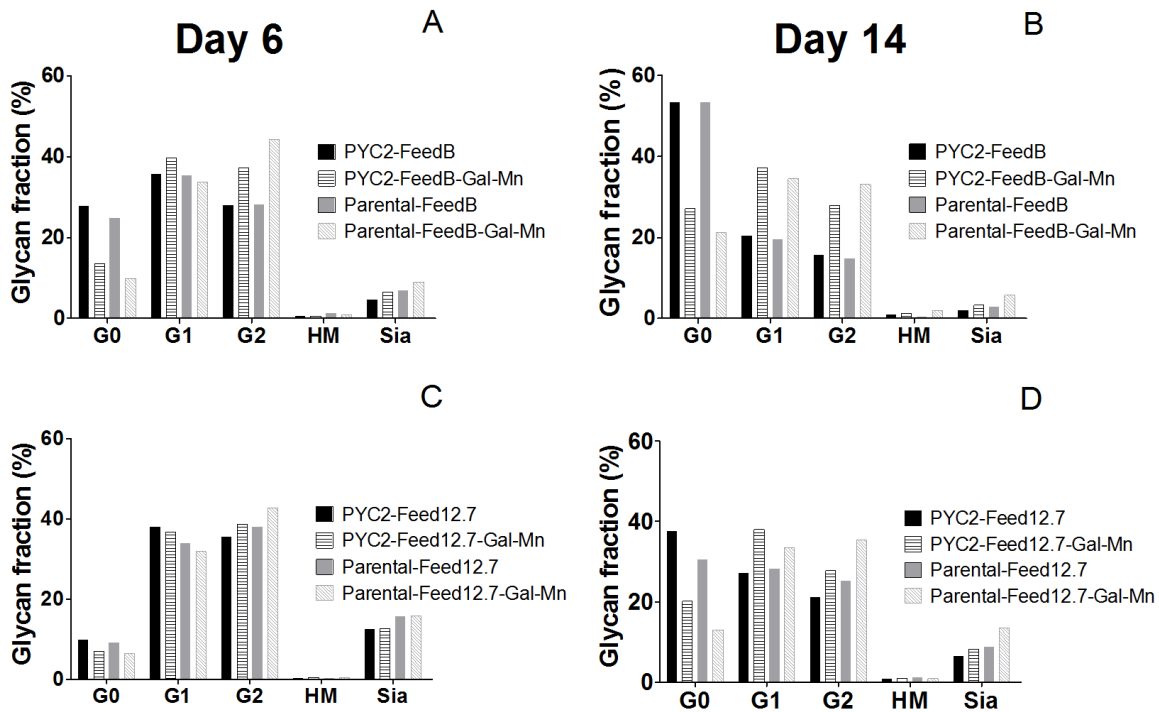 Day 6
A
Glycan fraction (%)
60
40
20
0
G0 G1 G2 HM Sia
PYC2-FeedB
PYC2-FeedB-Gal-Mn
Parental-FeedB
Parental-FeedB-Gal-Mn
Day 14
B
Glycan fraction (%)
60
40
20
0
G0 G1 G2 HM Sia
PYC2-FeedB
PYC2-FeedB-Gal-Mn
Parental-FeedB
Parental-FeedB-Gal-Mn
C
Glycan fraction (%)
60
40
20
0
G0 G1 G2 HM Sia
PYC2-Feed12.7
PYC2-Feed12.7-Gal-Mn
Parental-Feed12.7
Parental-Feed12.7-Gal-Mn
D
Glycan fraction (%)
60
40
20
0
G0 G1 G2 HM Sia
PYC2-Feed12.7
PYC2-Feed12.7-Gal-Mn
Parental-Feed12.7
Parental-Feed12.7-Gal-Mn